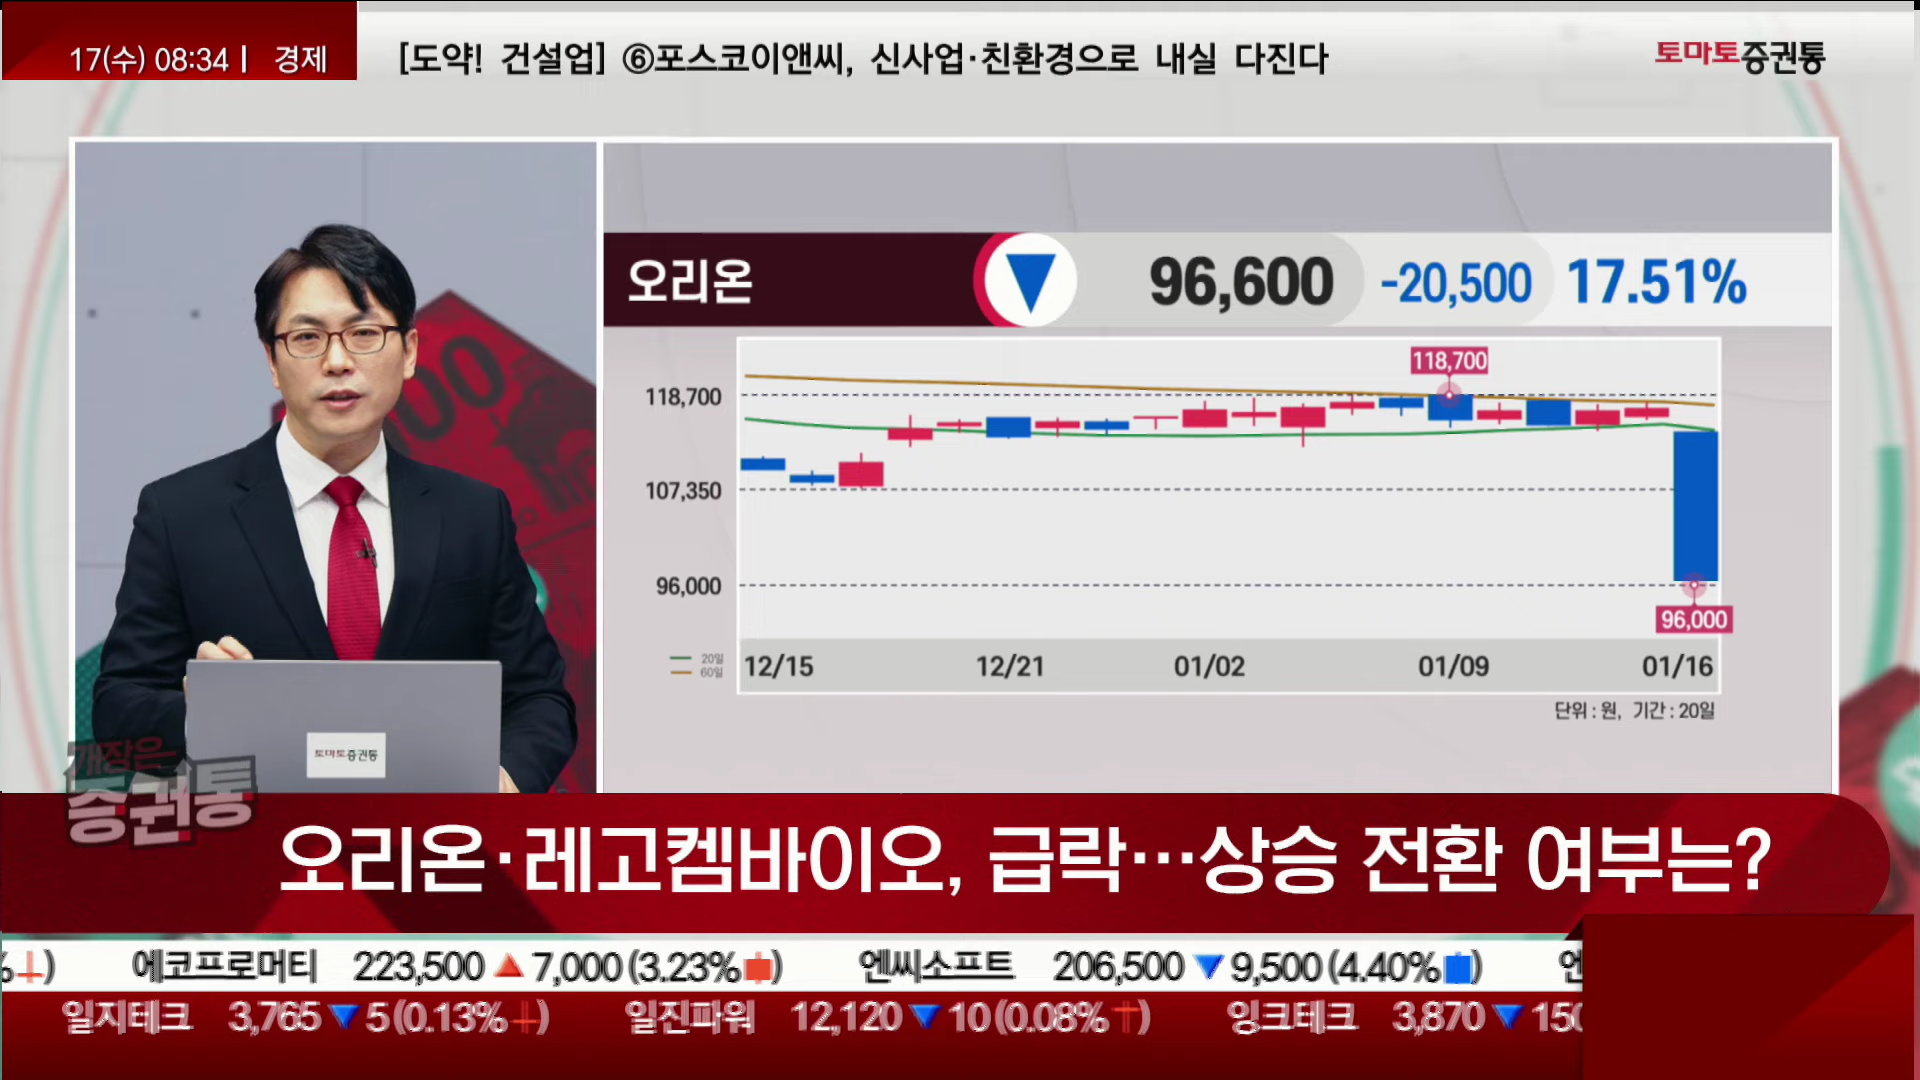 17(수) 08:34 | 경제
[도약! 건설업] ⑥포스코이앤씨, 신사업·친환경으로 내실 다진다
토마토증권통
오리온 ▼ 96,600 -20,500 17.51%
118,700
118,700
107,350
96,000
96,000
20일
60일
12/15 12/21 01/02 01/09 01/16
단위 : 원, 기간 : 20일
토마토증권통
개장은
증권통
오리온·레고켐바이오, 급락…상승 전환 여부는?
%) 에코프로머티 223,500 ▲ 7,000 (3.23%) 엔씨소프트 206,500 ▼ 9,500 (4.40%)
일지테크 3,765 ▼ 5 (0.13%) 일진파워 12,120 ▼ 10 (0.08%) 잉크테크 3,870 ▼ 150